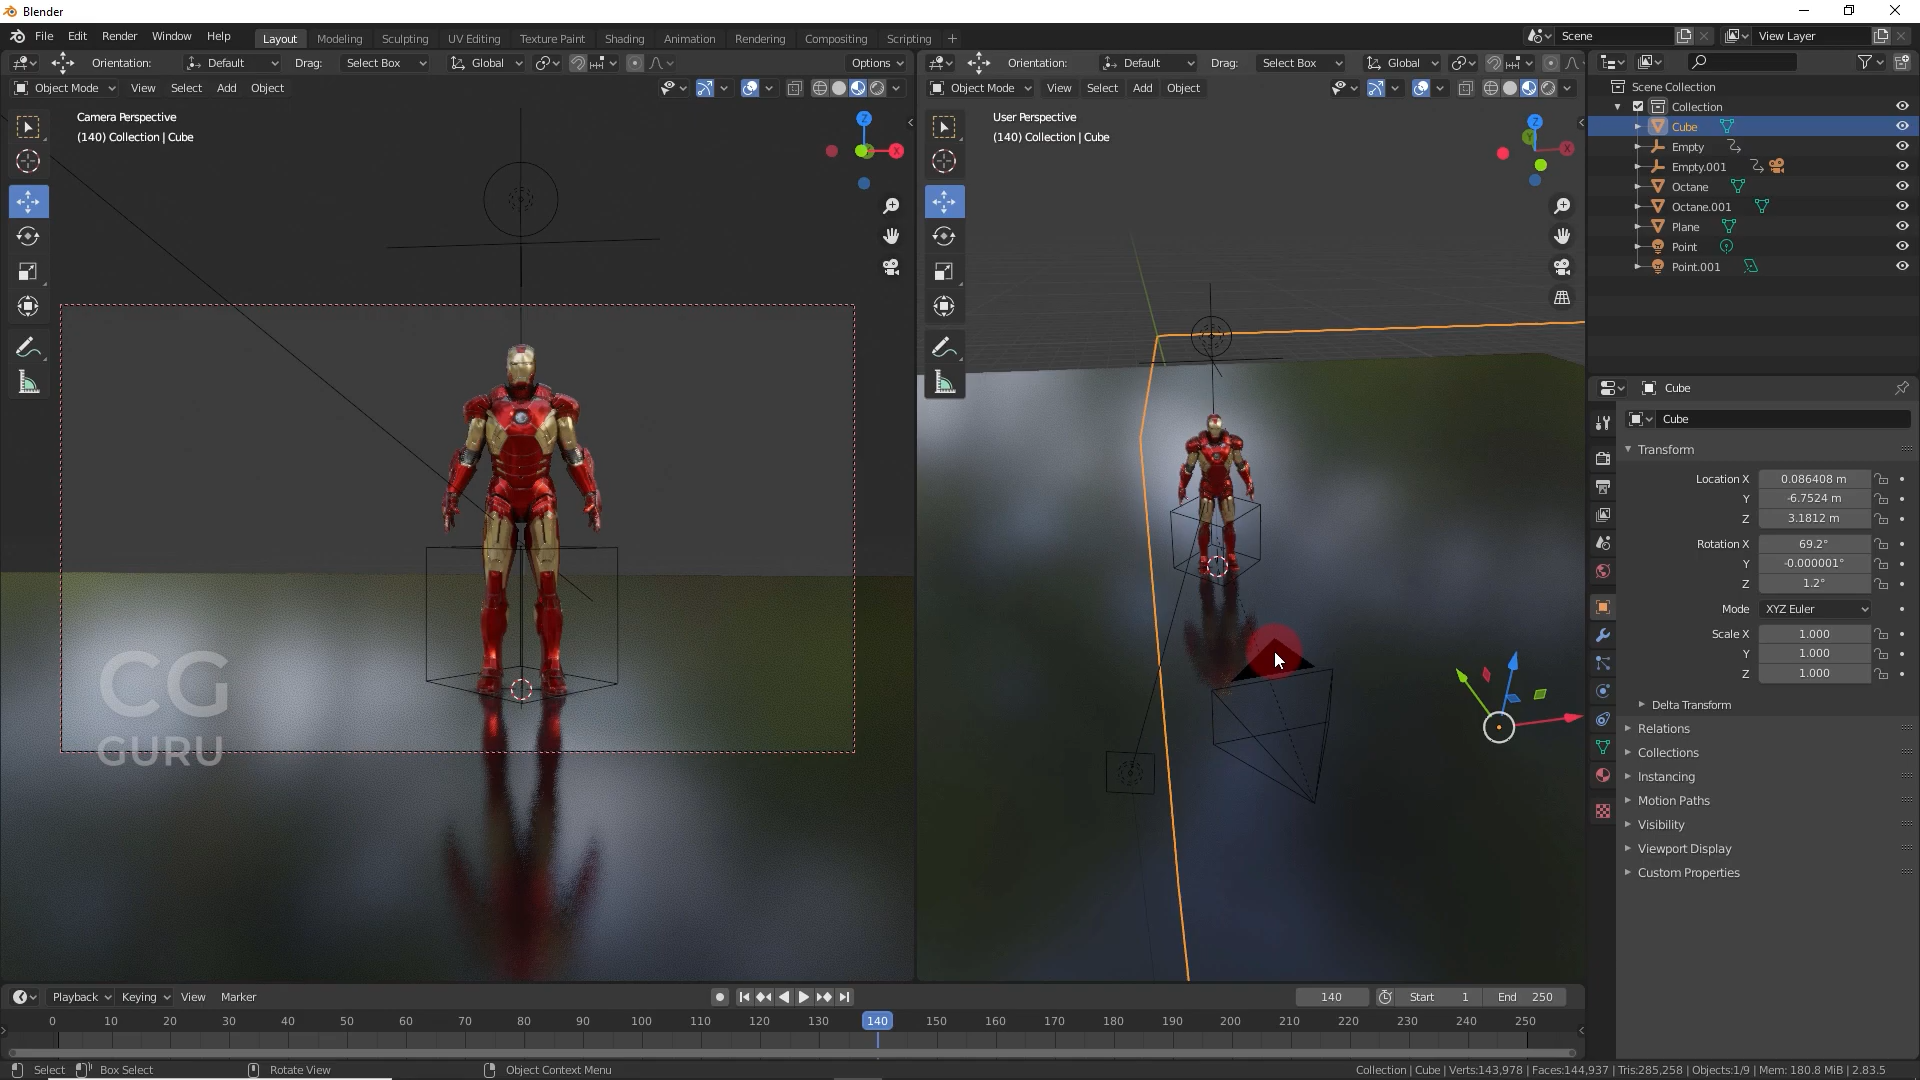 Blender
File Edit Render Window Help
Layout Modeling Sculpting UV Editing Texture Paint Shading Animation Rendering Compositing Scripting +
Scene
View Layer
Orientation: Default Drag: Select Box Global Options
Orientation: Default Drag: Select Box Global
Object Mode View Select Add Object
Object Mode View Select Add Object
Camera Perspective
(140) Collection | Cube
User Perspective
(140) Collection | Cube
Z
X
Z
Y
X
Scene Collection
Collection
Cube
Empty
Empty.001
Octane
Octane.001
Plane
Point
Point.001
Cube
Cube
Transform
Location X 0.086408 m
Y -6.7524 m
Z 3.1812 m
Rotation X 69.2°
Y -0.000001°
Z 1.2°
Mode XYZ Euler
Scale X 1.000
Y 1.000
Z 1.000
Delta Transform
Relations
Collections
Instancing
Motion Paths
Visibility
Viewport Display
Custom Properties
CG
GURU
Playback Keying View Marker
140 Start 1 End 250
0 10 20 30 40 50 60 70 80 90 100 110 120 130 140 150 160 170 180 190 200 210 220 230 240 250
Select Box Select Rotate View Object Context Menu
Collection | Cube | Verts:143,978 | Faces:144,937 | Tris:285,258 | Objects:1/9 | Mem: 180.8 MiB | 2.83.5